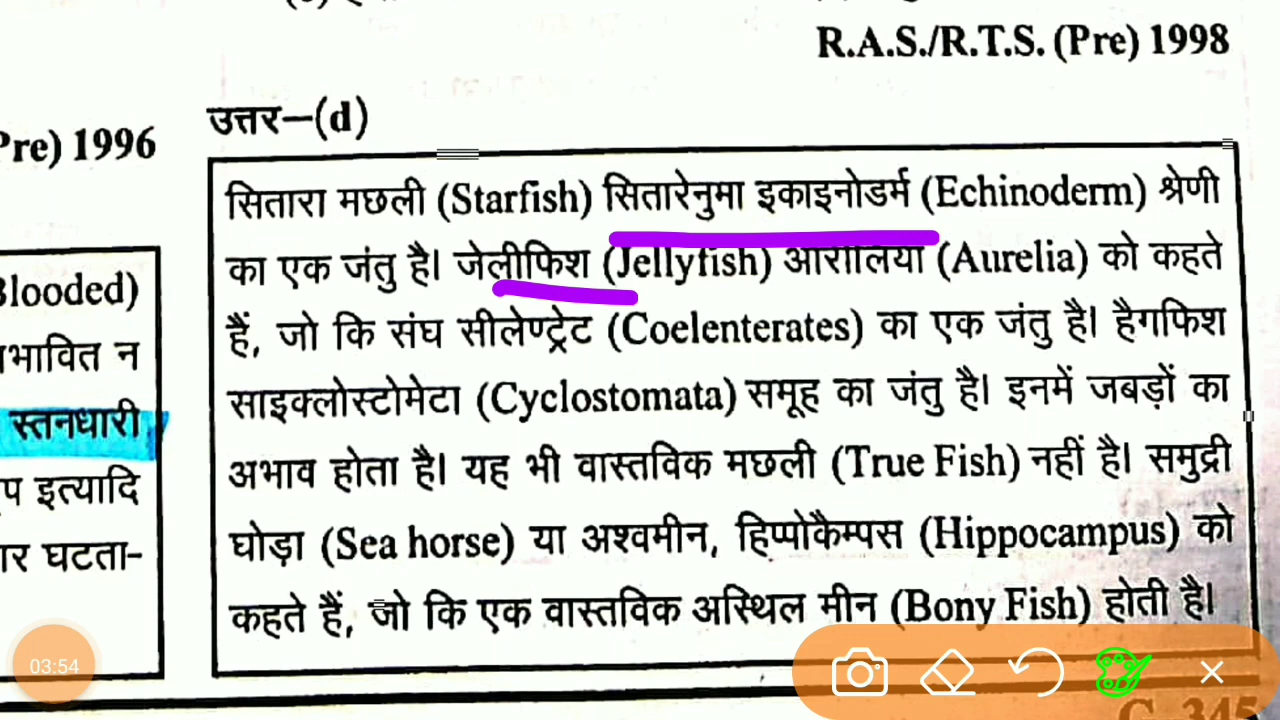 R.A.S./R.T.S. (Pre) 1998
Pre) 1996
उत्तर–(d)
Blooded)
भावित न
स्तनधारी
इत्यादि
घटता–
सितारा मछली (Starfish) सितारेनुमा इकाइनोडर्म (Echinoderm) श्रेणी
का एक जंतु है। जेलीफिश (Jellyfish) आरीलिया (Aurelia) को कहते
हैं, जो कि संघ सीलेण्ट्रेट (Coelenterates) का एक जंतु है। हैगफिश
साइक्लोस्टोमेटा (Cyclostomata) समूह का जंतु है। इनमें जबड़ों का
अभाव होता है। यह भी वास्तविक मछली (True Fish) नहीं है। समुद्री
घोड़ा (Sea horse) या अश्वमीन, हिप्पोकैम्पस (Hippocampus) को
कहते हैं, जो कि एक वास्तविक अस्थिल मीन (Bony Fish) होती है।
03:54